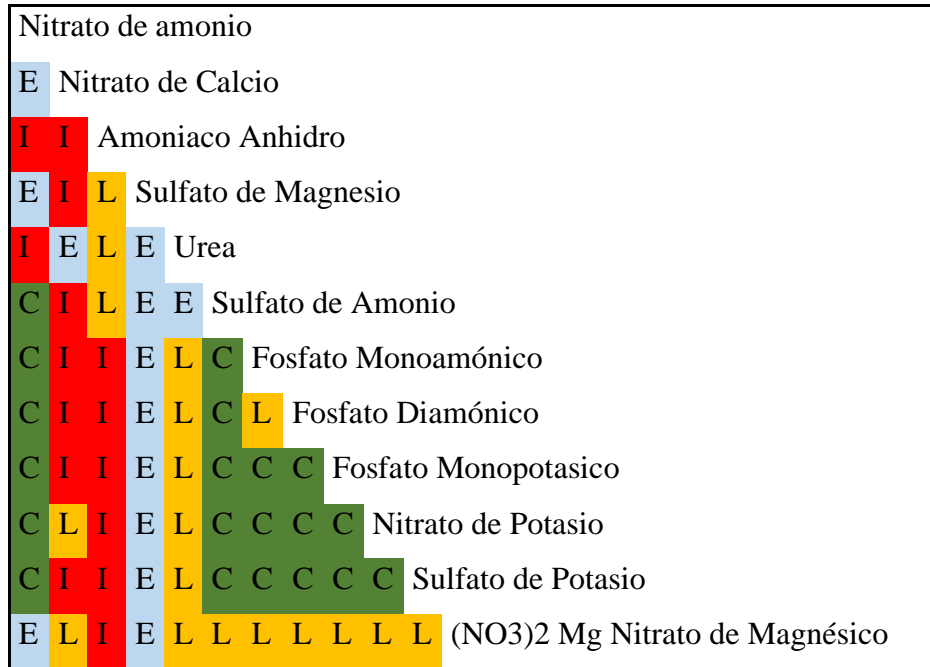 Nitrato de amonio
E Nitrato de Calcio
I I Amoniaco Anhidro
E I L Sulfato de Magnesio
I E L E Urea
C I L E E Sulfato de Amonio
C I I E L C Fosfato Monoamónico
C I I E L C L Fosfato Diamónico
C I I E L C C C Fosfato Monopotasico
C L I E L C C C C Nitrato de Potasio
C I I E L C C C C C Sulfato de Potasio
E L I E L L L L L L L (NO3)2 Mg Nitrato de Magnésico